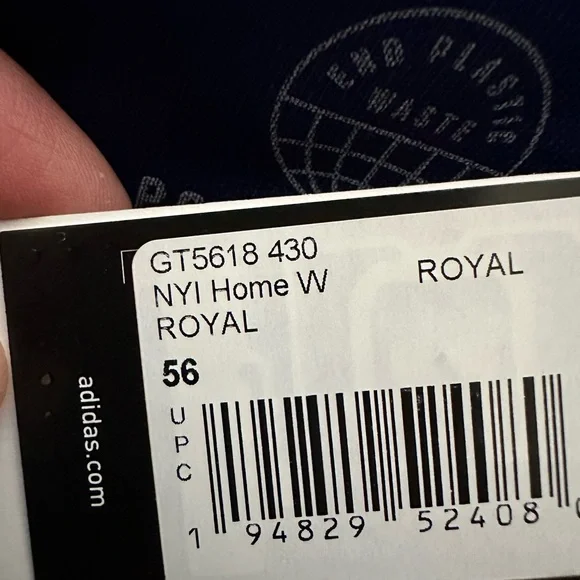 END PLASTIC
WASTE
GT5618 430
NYI Home W
ROYAL
ROYAL
56
UPC
1 94829 52408
adidas.com